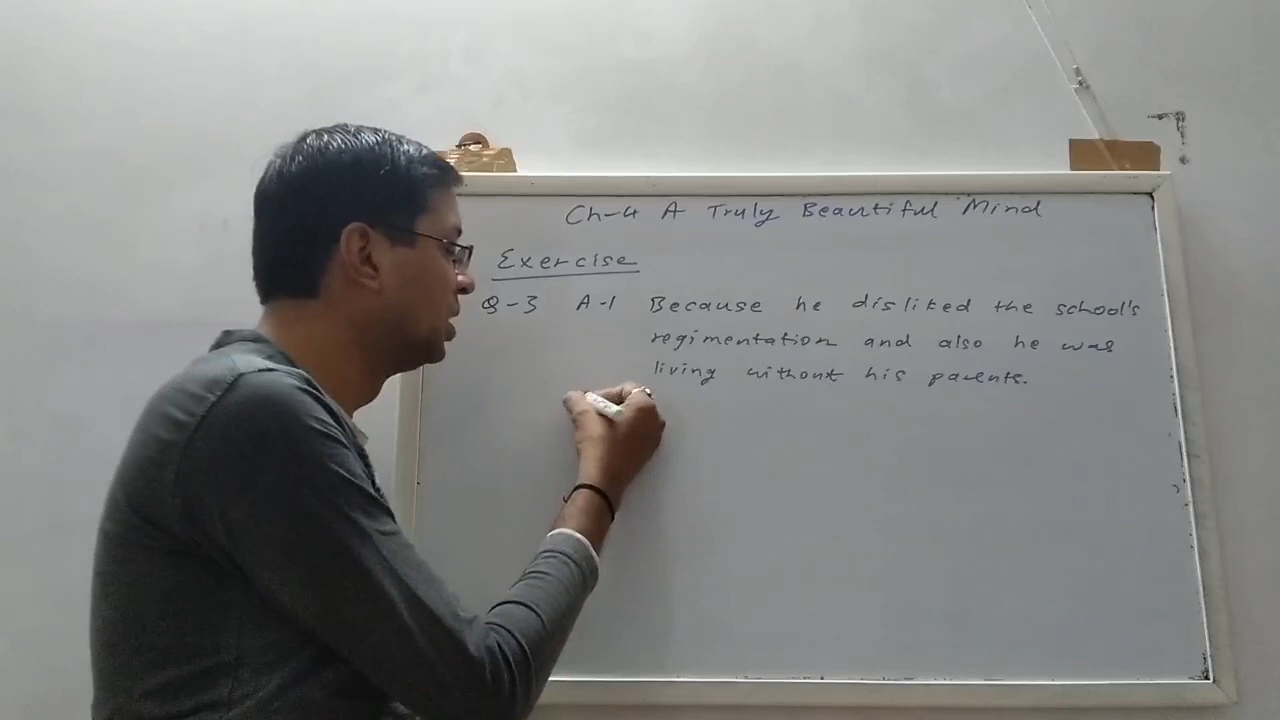 Ch-4 A Truly Beautiful Mind
Exercise
Q-3 A-1 Because he disliked the school's
regimentation and also he was
living without his parents.